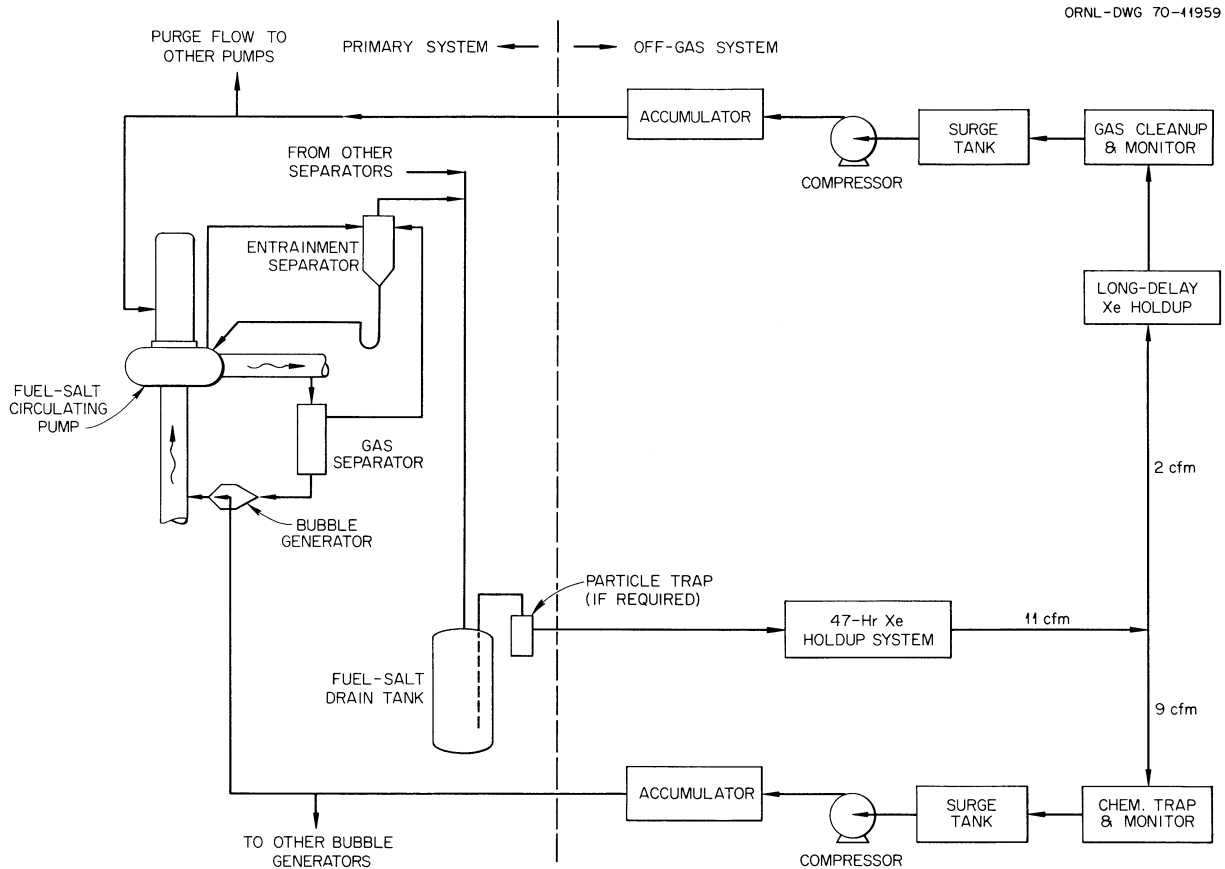 ORNL-DWG 70-11959
PURGE FLOW TO
OTHER PUMPS
PRIMARY SYSTEM
OFF-GAS SYSTEM
ACCUMULATOR
COMPRESSOR
SURGE
TANK
GAS CLEANUP
& MONITOR
FROM OTHER
SEPARATORS
ENTRAINMENT
SEPARATOR
LONG-DELAY
Xe HOLDUP
FUEL-SALT
CIRCULATING
PUMP
GAS
SEPARATOR
2 cfm
BUBBLE
GENERATOR
PARTICLE TRAP
(IF REQUIRED)
47-Hr Xe
HOLDUP SYSTEM
11 cfm
FUEL-SALT
DRAIN TANK
9 cfm
ACCUMULATOR
COMPRESSOR
SURGE
TANK
CHEM. TRAP
& MONITOR
TO OTHER BUBBLE
GENERATORS